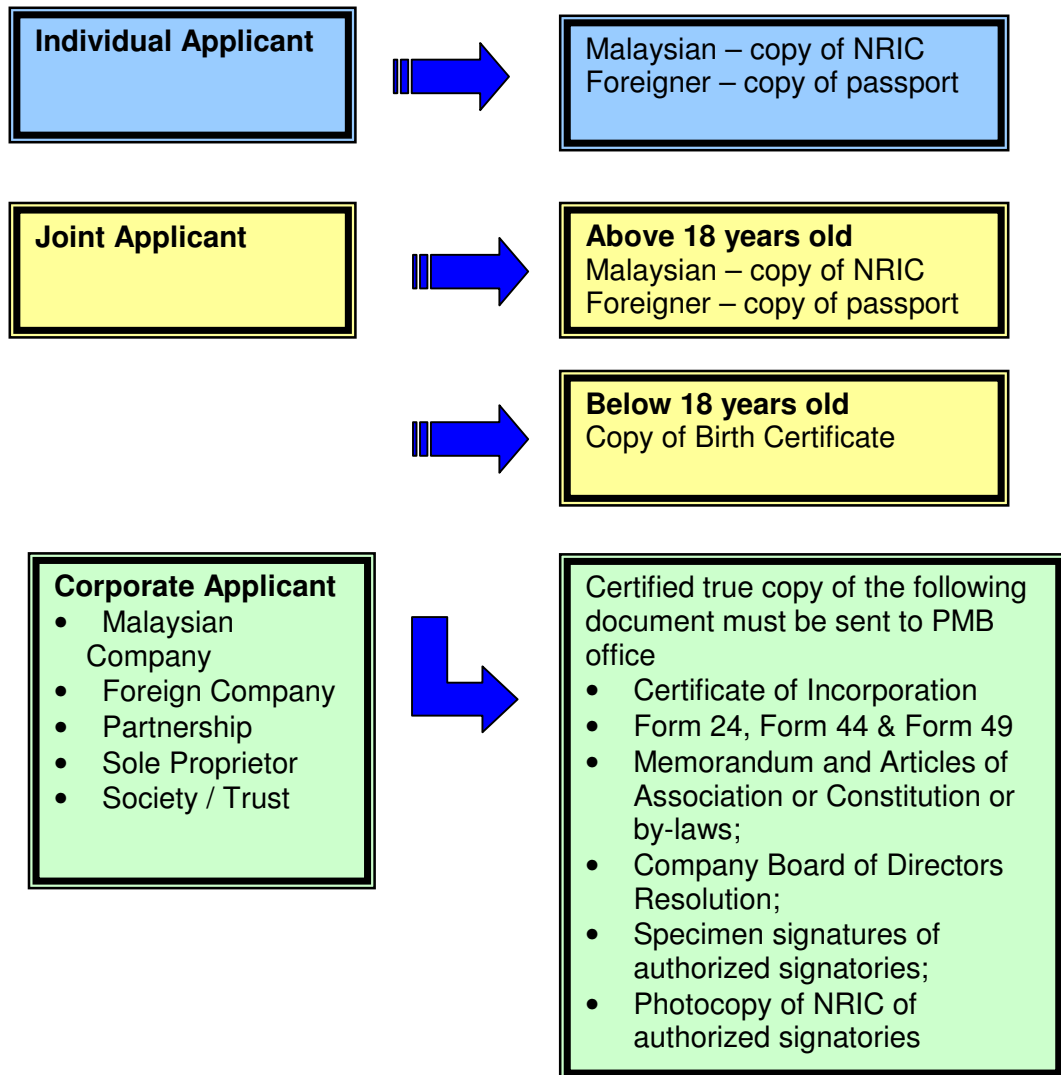 Individual Applicant
Malaysian – copy of NRIC
Foreigner – copy of passport
Joint Applicant
Above 18 years old
Malaysian – copy of NRIC
Foreigner – copy of passport
Below 18 years old
Copy of Birth Certificate
Corporate Applicant
• Malaysian
Company
• Foreign Company
• Partnership
• Sole Proprietor
• Society / Trust
Certified true copy of the following
document must be sent to PMB
office
• Certificate of Incorporation
• Form 24, Form 44 & Form 49
• Memorandum and Articles of
Association or Constitution or
by-laws;
• Company Board of Directors
Resolution;
• Specimen signatures of
authorized signatories;
• Photocopy of NRIC of
authorized signatories